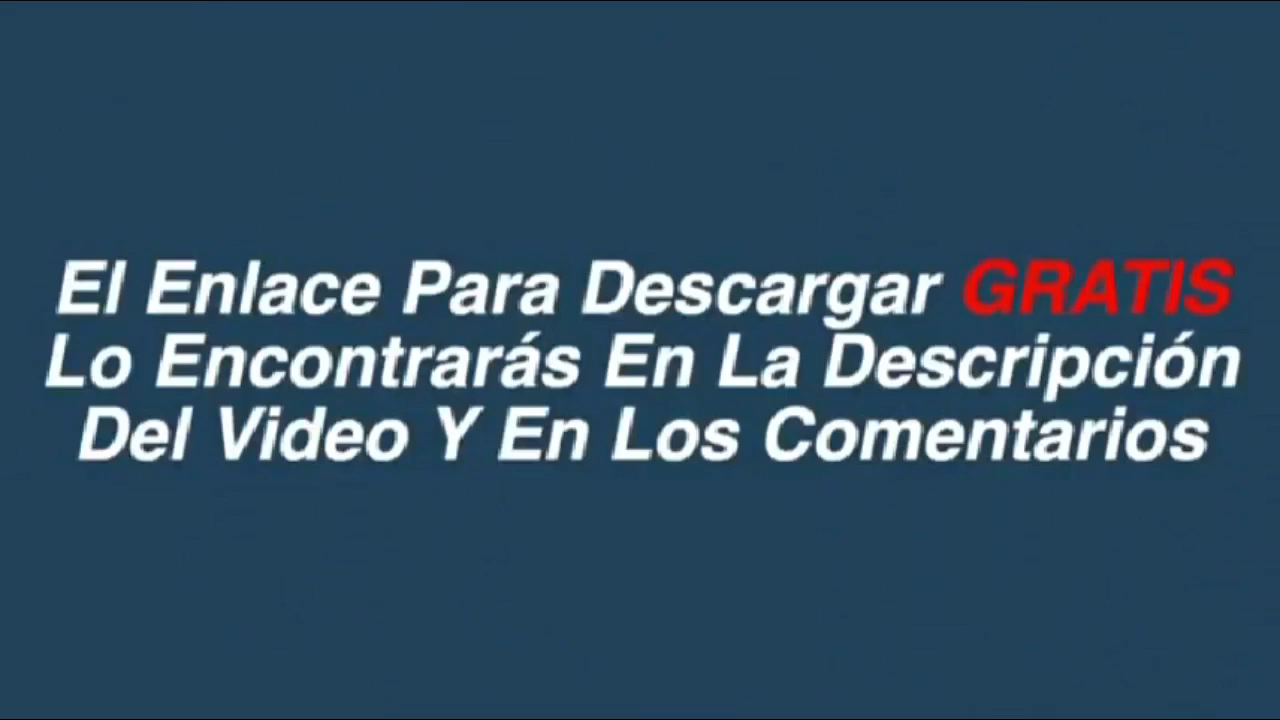 El Enlace Para Descargar GRATIS
Lo Encontrarás En La Descripción
Del Video Y En Los Comentarios